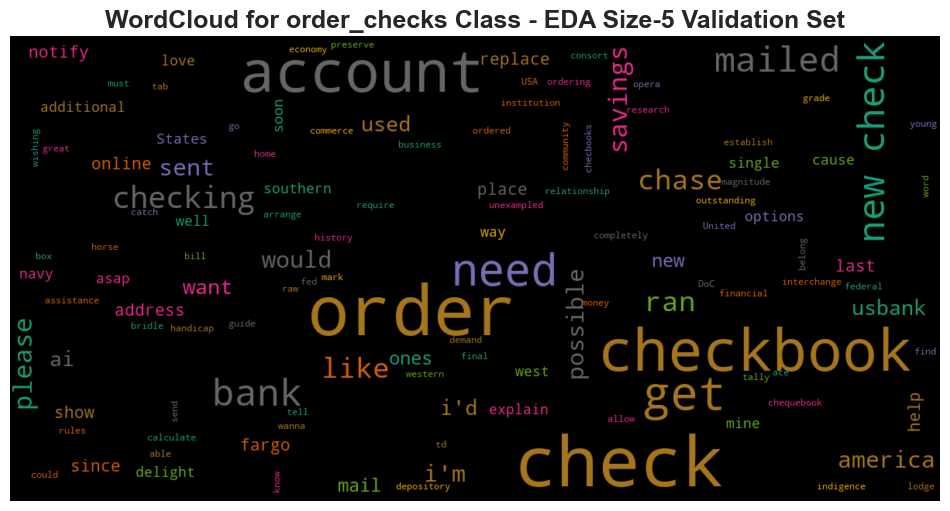 WordCloud for order_checks Class - EDA Size-5 Validation Set
notify
love
economy
preserve
account
replace
consort
USA
ordering
savings
mailed
opera
new check
grade
must
tab
additional
soon
institution
research
young
wishing
great
States
go
commerce
used
business
ordered
community
checbooks
establish
home
online
sent
single
cause
checking
southern
place
relationship
chase
magnitude
word
catch
well
arrange
require
unexampled
outstanding
United
options
history
way
completely
belong
horse
box
bill
navy
asap
would
fed
raw
mark
need
new
last
DoC
interchange
financial
federal
assistance
want
address
bridle
handicap
guide
order
demand
possible
money
ran
usbank
please
ai
like
ones
final
western
west
checkbook
find
tally
ace
bank
get
chequebook
show
send
tell
wanna
i'd
explain
allow
mine
help
rules
calculate
able
fargo
td
since
could
delight
know
mail
depository
i'm
check
america
indigence
lodge